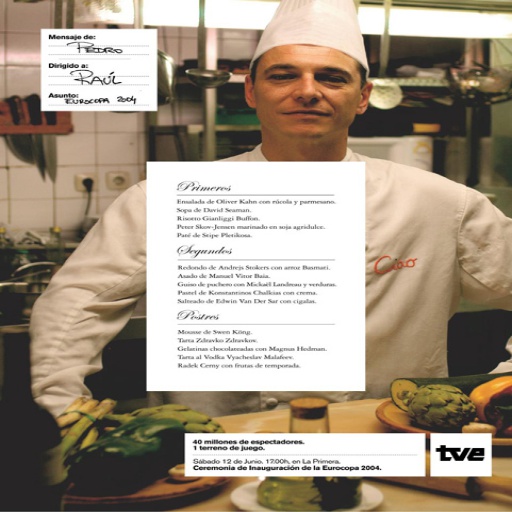 Mensaje de:
PEDRO
Dirigido a:
RAÚL
Asunto:
EUROCOPA 2004
Primeros
Ensalada de Oliver Kahn con rúcola y parmesano.
Sopa de David Seaman.
Risotto Gianliggi Buffon.
Peter Skov-Jensen marinado en soja agridulce.
Paté de Stipe Pletikosa.
Segundos
Redondo de Andrejs Stokers con arroz Basmati.
Asado de Manuel Vitor Baia.
Guiso de puchero con Mickaël Landreau y verduras.
Pastel de Konstantinos Chalkias con crema.
Salteado de Edwin Van Der Sar con cigalas.
Ciao
Postres
Mousse de Swen Köng.
Tarta Zdravko Zdravkov.
Gelatinas chocolateadas con Magnus Hedman.
Tarta al Vodka Vyacheslav Malafeev.
Radek Cerny con frutas de temporada.
40 millones de espectadores.
1 terreno de juego.
Sábado 12 de Junio. 17:00h, en La Primera.
Ceremonia de Inauguración de la Eurocopa 2004.
tve